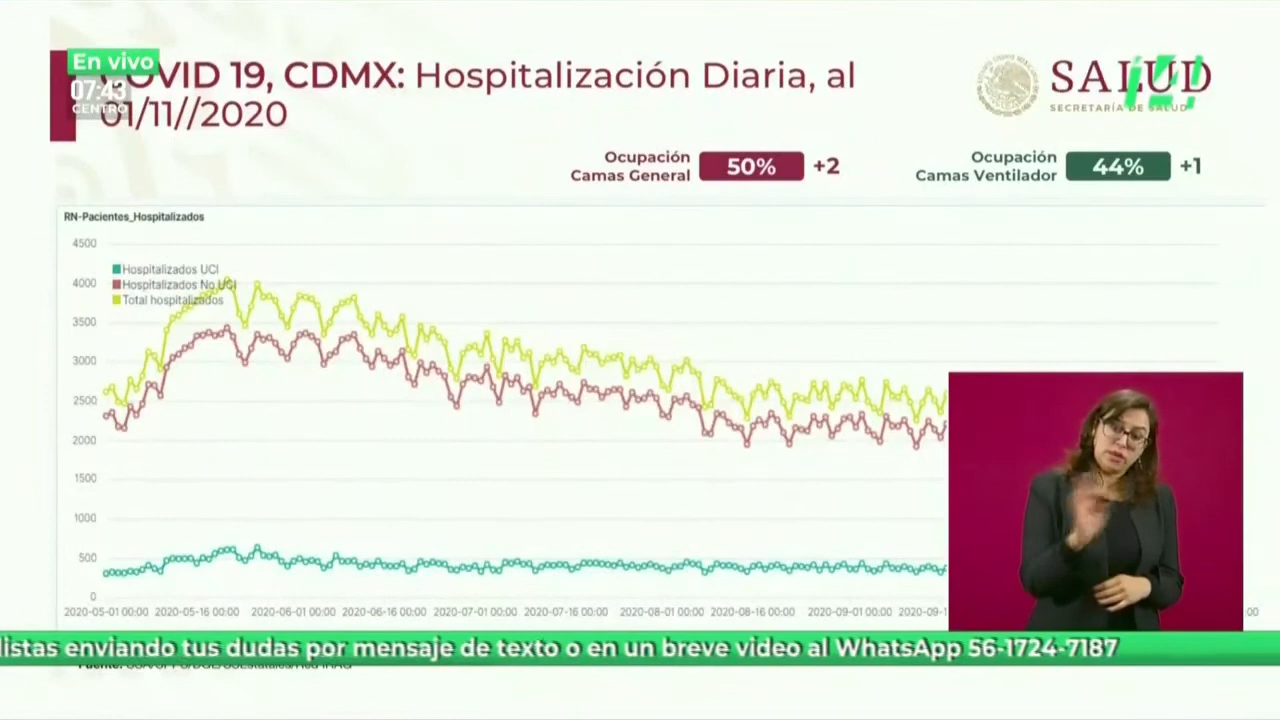 En vivo
07:43
CENTRO
COVID 19, CDMX: Hospitalización Diaria, al
01/11//2020
SALUD
SECRETARÍA DE SALUD
Ocupación
Camas General
50%
+2
Ocupación
Camas Ventilador
44%
+1
RN-Pacientes_Hospitalizados
4500
4000
3500
3000
2500
2000
1500
1000
500
0
Hospitalizados UCI
Hospitalizados No UCI
Total hospitalizados
2020-05-01 00:00 2020-05-16 00:00 2020-06-01 00:00 2020-06-16 00:00 2020-07-01 00:00 2020-07-16 00:00 2020-08-01 00:00 2020-08-16 00:00 2020-09-01 00:00 2020-09-1
:00
listas enviando tus dudas por mensaje de texto o en un breve video al WhatsApp 56-1724-7187